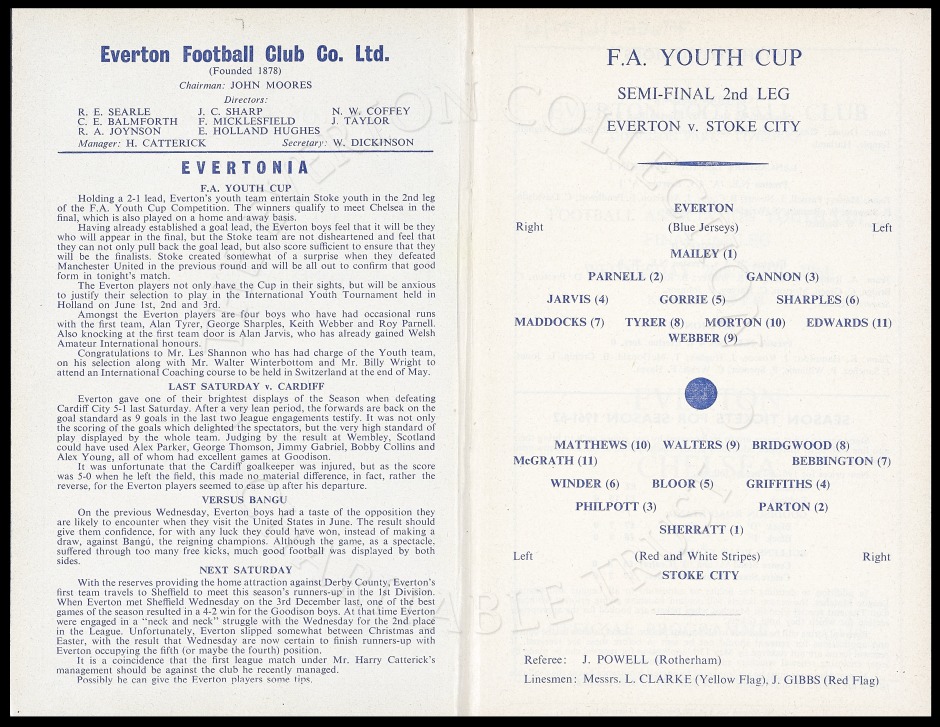 Everton Football Club Co. Ltd.
(Founded 1878)
Chairman: JOHN MOORES
Directors:
R. E. SEARLE J. C. SHARP N. W. COFFEY
C. E. BALMFORTH F. MICKLESFIELD J. TAYLOR
R. A. JOYNSON E. HOLLAND HUGHES
Manager: H. CATTERICK Secretary: W. DICKINSON
EVERTONIA
F.A. YOUTH CUP
Holding a 2-1 lead, Everton's youth team entertain Stoke youth in the 2nd leg
of the F.A. Youth Cup Competition. The winners qualify to meet Chelsea in the
final, which is also played on a home and away basis.
Having already established a goal lead, the Everton boys feel that it will be they
who will appear in the final, but the Stoke team are not disheartened and feel that
they can not only pull back the goal lead, but also score sufficient to ensure that they
will be the finalists. Stoke created somewhat of a surprise when they defeated
Manchester United in the previous round and will be all out to confirm that good
form in tonight's match.
The Everton players not only have the Cup in their sights, but will be anxious
to justify their selection to play in the International Youth Tournament held in
Holland on June 1st, 2nd and 3rd.
Amongst the Everton players are four boys who have had occasional runs
with the first team, Alan Tyrer, George Sharples, Keith Webber and Roy Parnell.
Also knocking at the first team door is Alan Jarvis, who has already gained Welsh
Amateur International honours.
Congratulations to Mr. Les Shannon who has had charge of the Youth team,
on his selection along with Mr. Walter Winterbottom and Mr. Billy Wright to
attend an International Coaching course to be held in Switzerland at the end of May.
LAST SATURDAY v. CARDIFF
Everton gave one of their brightest displays of the Season when defeating
Cardiff City 5-1 last Saturday. After a very lean period, the forwards are back on the
goal standard as 9 goals in the last two league engagements testify. It was not only
the scoring of the goals which delighted the spectators, but the very high standard of
play displayed by the whole team. Judging by the result at Wembley, Scotland
could have used Alex Parker, George Thomson, Jimmy Gabriel, Bobby Collins and
Alex Young, all of whom had excellent games at Goodison.
It was unfortunate that the Cardiff goalkeeper was injured, but as the score
was 5-0 when he left the field, this made no material difference, in fact, rather the
reverse, for the Everton players seemed to ease up after his departure.
VERSUS BANGU
On the previous Wednesday, Everton boys had a taste of the opposition they
are likely to encounter when they visit the United States in June. The result should
give them confidence, for with any luck they could have won, instead of making a
draw, against Bangu, the reigning champions. Although the game, as a spectacle,
suffered through too many free kicks, much good football was displayed by both
sides.
NEXT SATURDAY
With the reserves providing the home attraction against Derby County, Everton's
first team travels to Sheffield to meet this season's runners-up in the 1st Division.
When Everton met Sheffield Wednesday on the 3rd December last, one of the best
games of the season resulted in a 4-2 win for the Goodison boys. At that time Everton
were engaged in a "neck and neck" struggle with the Wednesday for the 2nd place
in the League. Unfortunately, Everton slipped somewhat between Christmas and
Easter, with the result that Wednesday are now certain to finish runners-up with
Everton occupying the fifth (or maybe the fourth) position.
It is a coincidence that the first league match under Mr. Harry Catterick's
management should be against the club he recently managed.
Possibly he can give the Everton players some tips.
F.A. YOUTH CUP
SEMI-FINAL 2nd LEG
EVERTON v. STOKE CITY
EVERTON
Right (Blue Jerseys) Left
MAILEY (1)
PARNELL (2) GANNON (3)
JARVIS (4) GORRIE (5) SHARPLES (6)
MADDOCKS (7) TYRER (8) MORTON (10) EDWARDS (11)
WEBBER (9)
MATTHEWS (10) WALTERS (9) BRIDGWOOD (8)
McGRATH (11) BEBBINGTON (7)
WINDER (6) BLOOR (5) GRIFFITHS (4)
PHILPOTT (3) PARTON (2)
SHERRATT (1)
Left (Red and White Stripes) Right
STOKE CITY
Referee: J. POWELL (Rotherham)
Linesmen: Messrs. L. CLARKE (Yellow Flag), J. GIBBS (Red Flag)